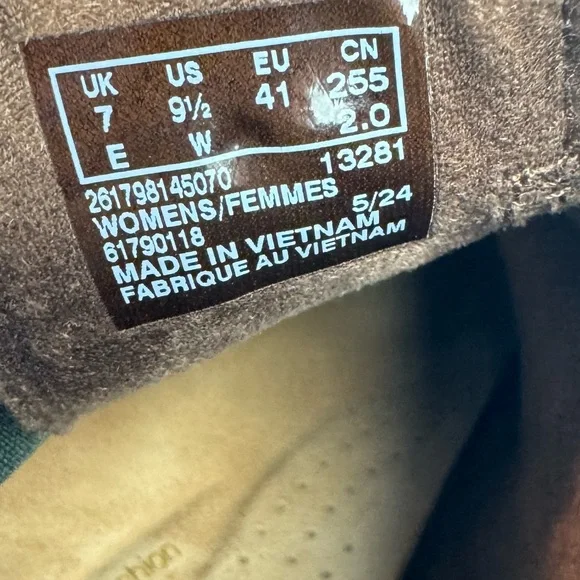 UK US EU CN
7 9½ 41 255
E W 2.0
261798145070 13281
WOMENS/FEMMES 5/24
61790118
MADE IN VIETNAM
FABRIQUE AU VIETNAM